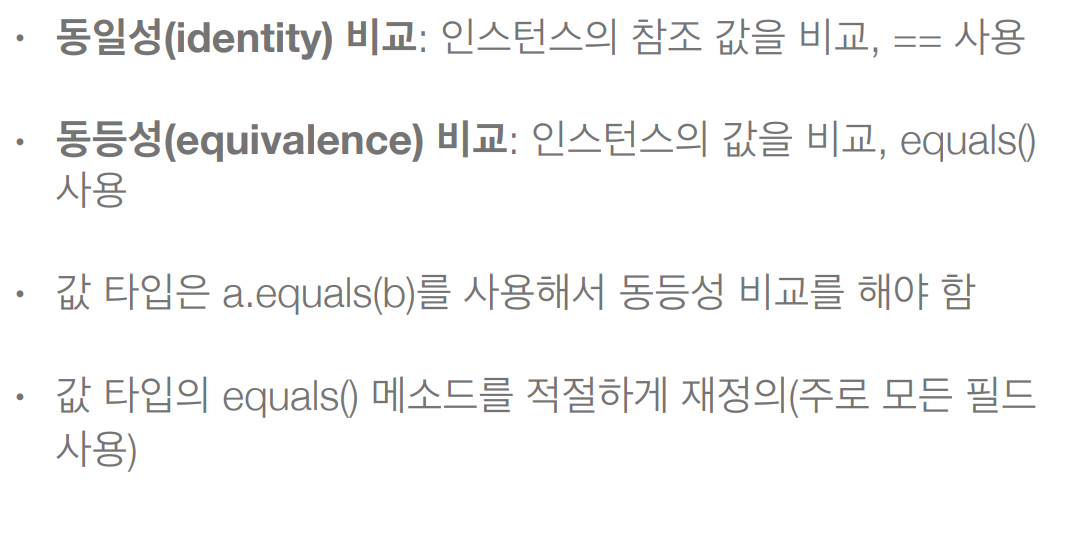 • 동일성(identity) 비교: 인스턴스의 참조 값을 비교, == 사용
• 동등성(equivalence) 비교: 인스턴스의 값을 비교, equals()
사용
• 값 타입은 a.equals(b)를 사용해서 동등성 비교를 해야 함
• 값 타입의 equals() 메소드를 적절하게 재정의(주로 모든 필드
사용)